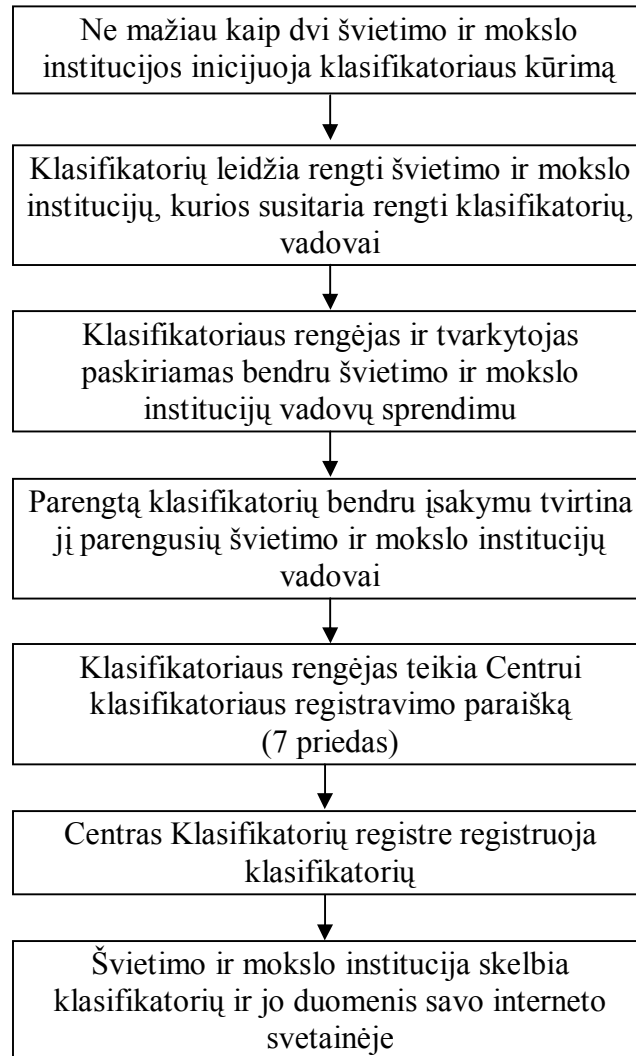 Ne mažiau kaip dvi švietimo ir mokslo
institucijos inicijuoja klasifikatoriaus kūrimą
Klasifikatorių leidžia rengti švietimo ir mokslo
institucijų, kurios susitaria rengti klasifikatorių,
vadovai
Klasifikatoriaus rengėjas ir tvarkytojas
paskiriamas bendru švietimo ir mokslo
institucijų vadovų sprendimu
Parengtą klasifikatorių bendru įsakymu tvirtina
jį parengusių švietimo ir mokslo institucijų
vadovai
Klasifikatoriaus rengėjas teikia Centrui
klasifikatoriaus registravimo paraišką
(7 priedas)
Centras Klasifikatorių registre registruoja
klasifikatorių
Švietimo ir mokslo institucija skelbia
klasifikatorių ir jo duomenis savo interneto
svetainėje